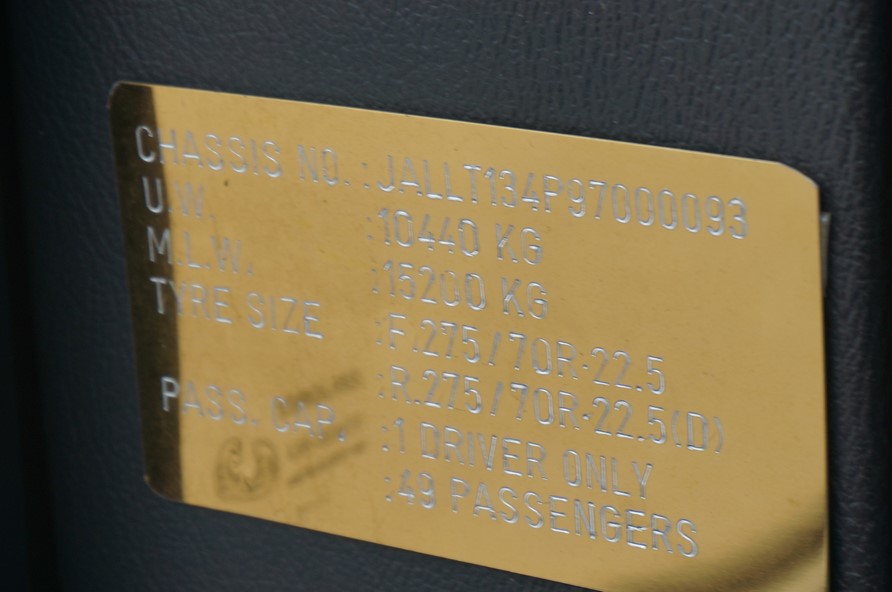 CHASSIS NO. : JALLT134P97000093
U.W. : 10440 KG
M.L.W. : 15200 KG
TYRE SIZE : F.275/70R-22.5
: R.275/70R-22.5(D)
PASS. CAP. : 1 DRIVER ONLY
: 49 PASSENGERS